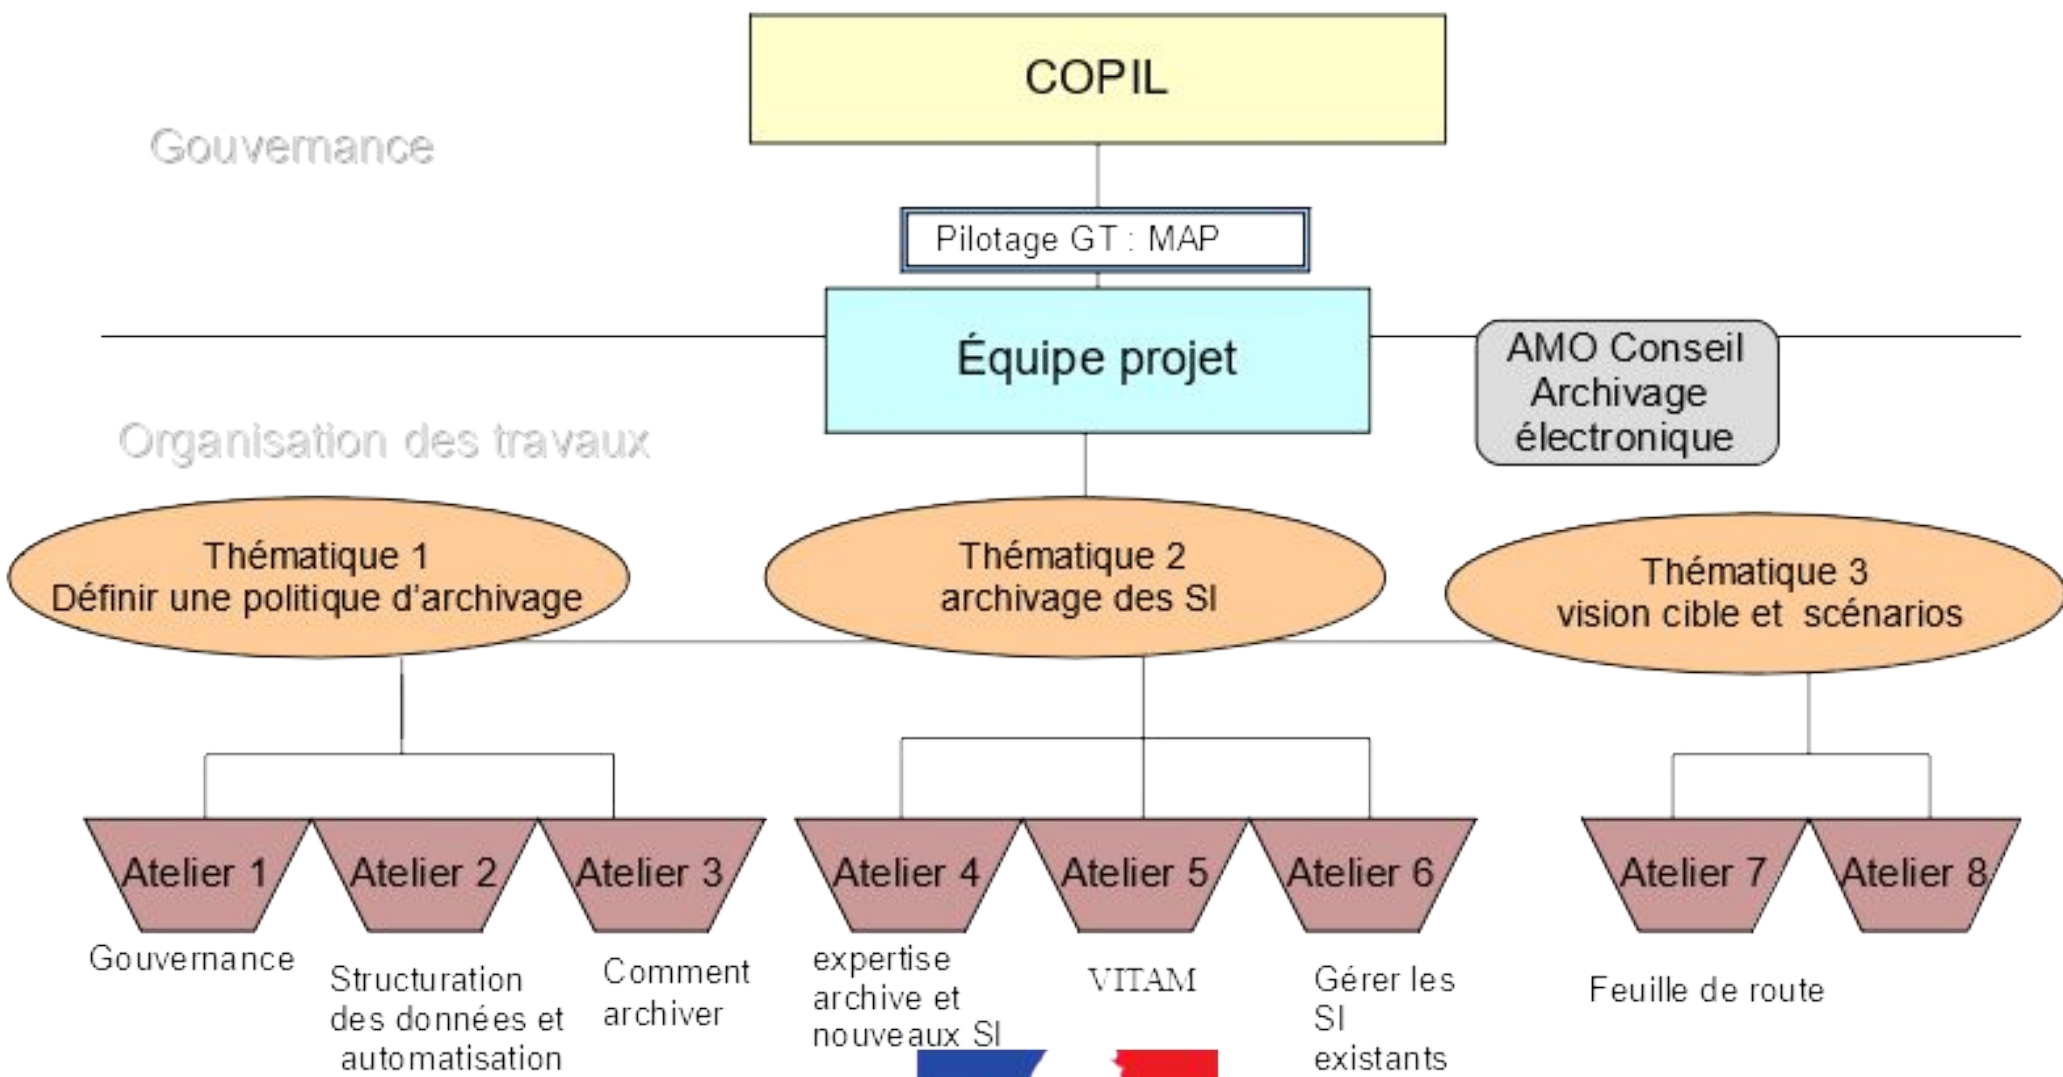 COPIL
Gouvernance
Pilotage GT : MAP
Équipe projet
AMO Conseil
Archivage
électronique
Organisation des travaux
Thématique 1
Définir une politique d’archivage
Thématique 2
archivage des SI
Thématique 3
vision cible et scénarios
Atelier 1
Atelier 2
Atelier 3
Atelier 4
Atelier 5
Atelier 6
Atelier 7
Atelier 8
Gouvernance
Structuration
des données et
automatisation
Comment
archiver
expertise
archive et
nouveaux SI
VITAM
Gérer les
SI
existants
Feuille de route